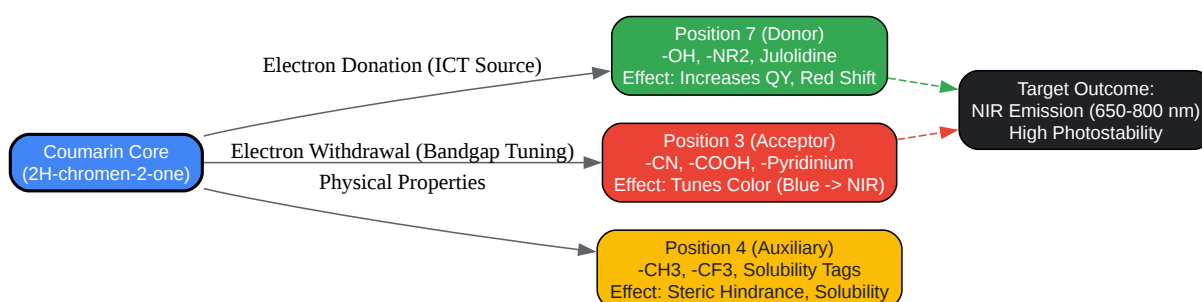 Coumarin Core
(2H-chromen-2-one)
Electron Donation (ICT Source)
Electron Withdrawal (Bandgap Tuning)
Physical Properties
Position 7 (Donor)
-OH, -NR2, Julolidine
Effect: Increases QY, Red Shift
Position 3 (Acceptor)
-CN, -COOH, -Pyridinium
Effect: Tunes Color (Blue -> NIR)
Position 4 (Auxiliary)
-CH3, -CF3, Solubility Tags
Effect: Steric Hindrance, Solubility
Target Outcome:
NIR Emission (650-800 nm)
High Photostability